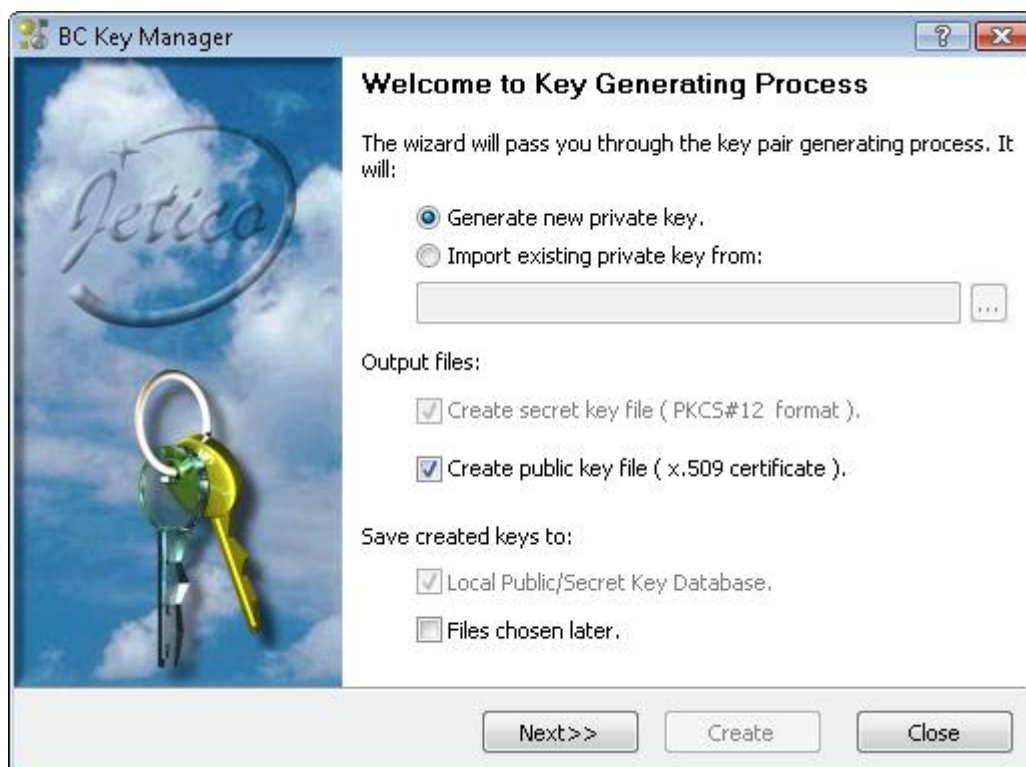 BC Key Manager
Jetico
Welcome to Key Generating Process
The wizard will pass you through the key pair generating process. It
will:
Generate new private key.
Import existing private key from:
...
Output files:
Create secret key file ( PKCS#12 format ).
Create public key file ( x.509 certificate ).
Save created keys to:
Local Public/Secret Key Database.
Files chosen later.
Next>>
Create
Close